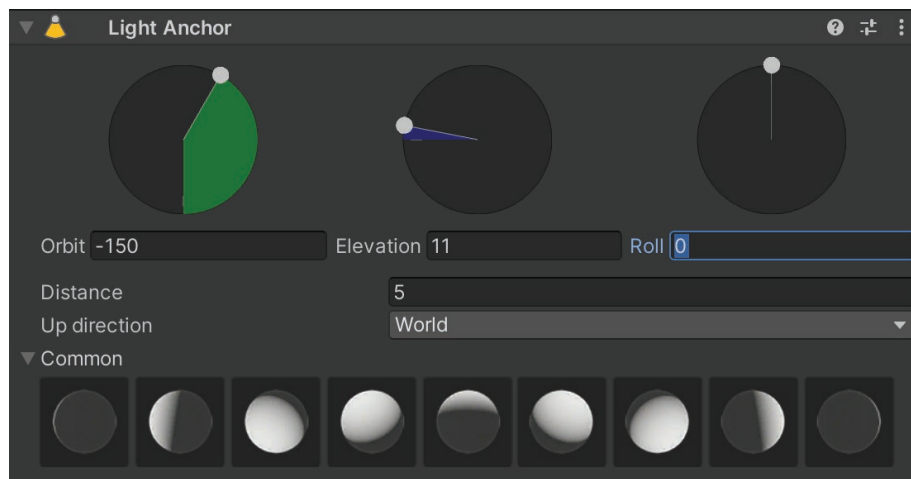 Light Anchor
Orbit -150 Elevation 11 Roll 0
Distance 5
Up direction World
Common